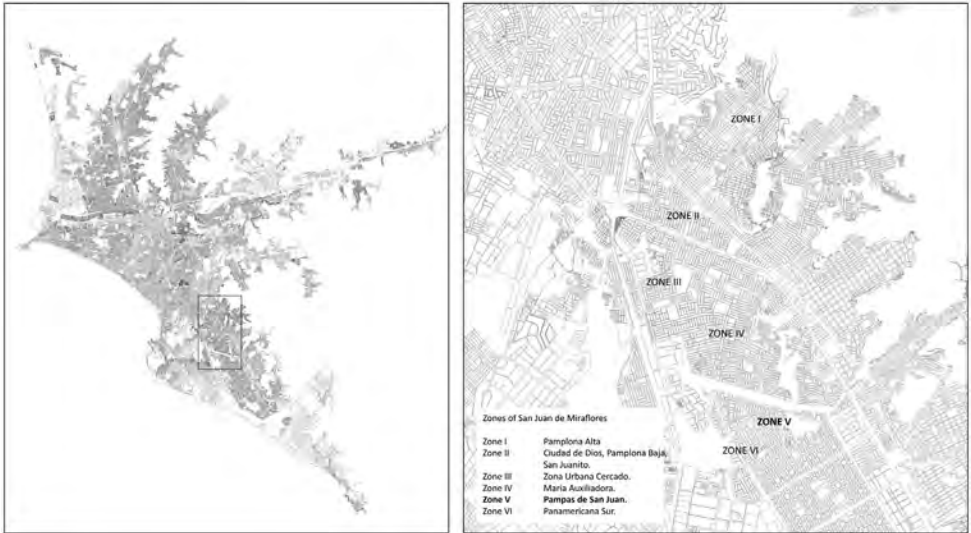 ZONE I
ZONE II
ZONE III
ZONE IV
ZONE V
ZONE VI
Zones of San Juan de Miraflores
Zone I Pamplona Alta
Zone II Ciudad de Dios, Pamplona Baja,
San Juanito.
Zone III Zona Urbana Cercado.
Zone IV María Auxiliadora.
Zone V Pampas de San Juan.
Zone VI Panamericana Sur.